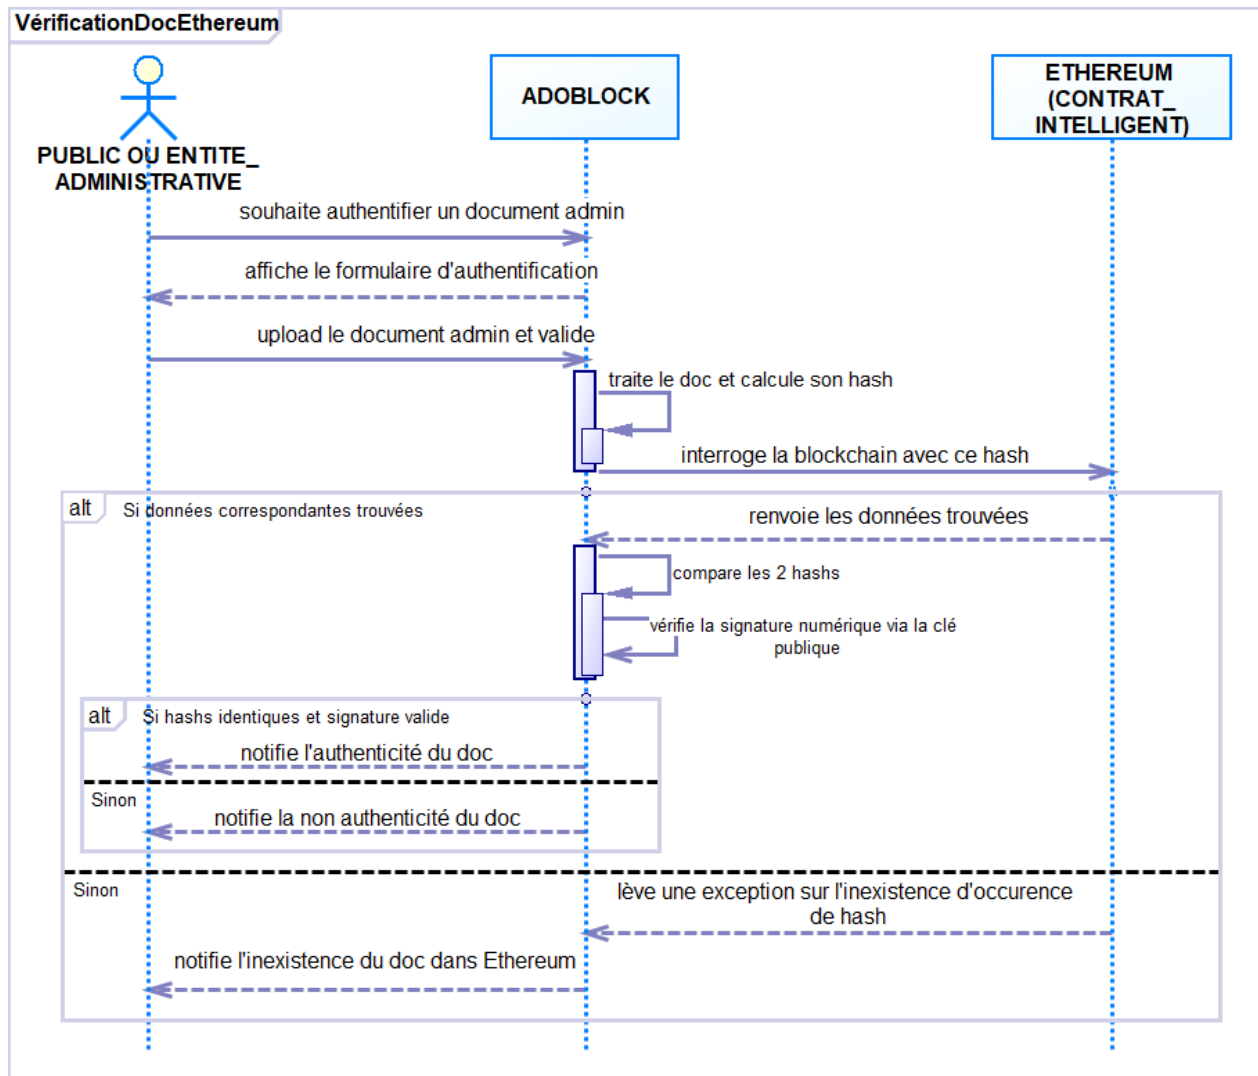 VérificationDocEthereum
PUBLIC OU ENTITE_
ADMINISTRATIVE
ADOBLOCK
ETHEREUM
(CONTRAT_
INTELLIGENT)
souhaite authentifier un document admin
affiche le formulaire d'authentification
upload le document admin et valide
traite le doc et calcule son hash
interroge la blockchain avec ce hash
alt
Si données correspondantes trouvées
renvoie les données trouvées
compare les 2 hashs
vérifie la signature numérique via la clé
publique
alt
Si hashs identiques et signature valide
notifie l'authenticité du doc
Sinon
notifie la non authenticité du doc
Sinon
lève une exception sur l'inexistence d'occurence
de hash
notifie l'inexistence du doc dans Ethereum